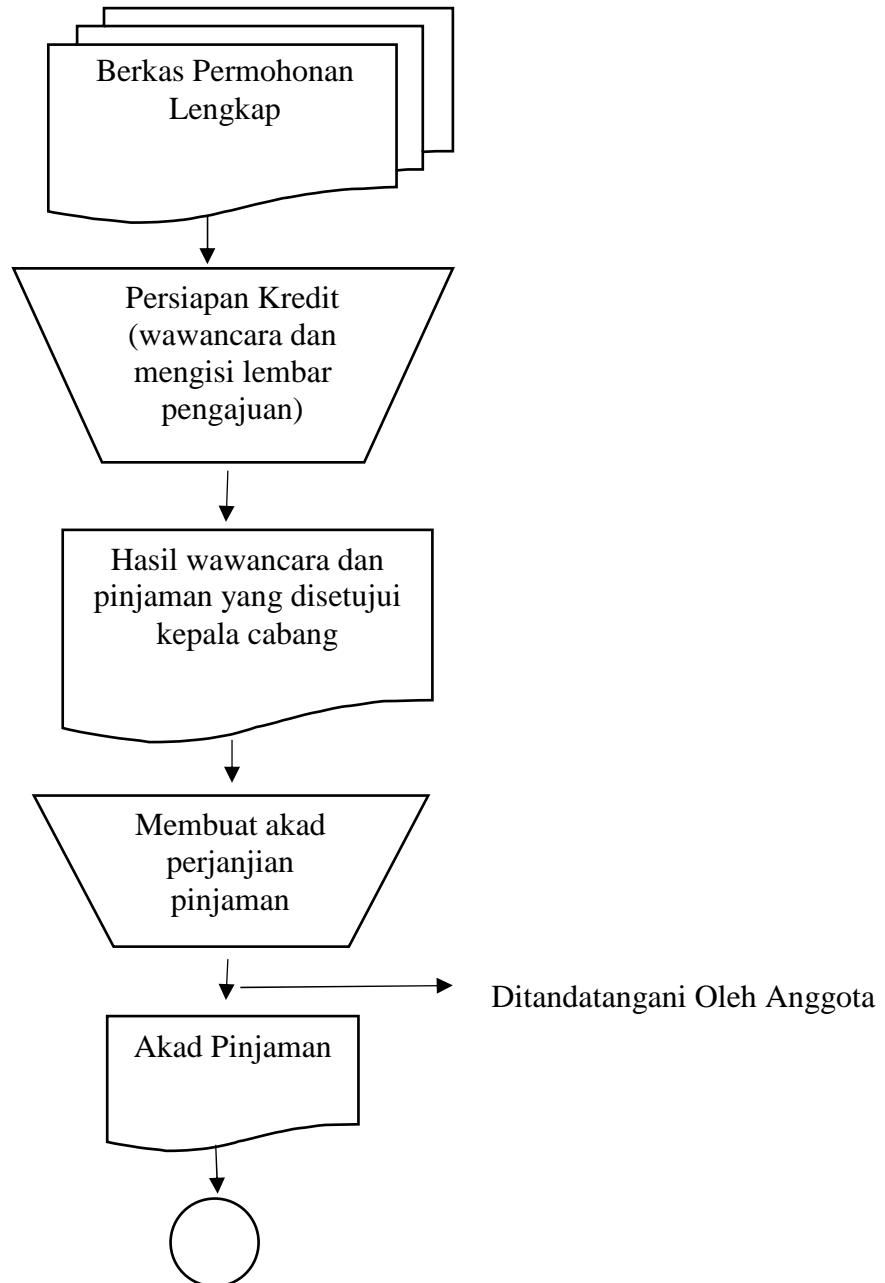 Berkas Permohonan
Lengkap
Persiapan Kredit
(wawancara dan
mengisi lembar
pengajuan)
Hasil wawancara dan
pinjaman yang disetujui
kepala cabang
Membuat akad
perjanjian
pinjaman
Ditandatangani Oleh Anggota
Akad Pinjaman